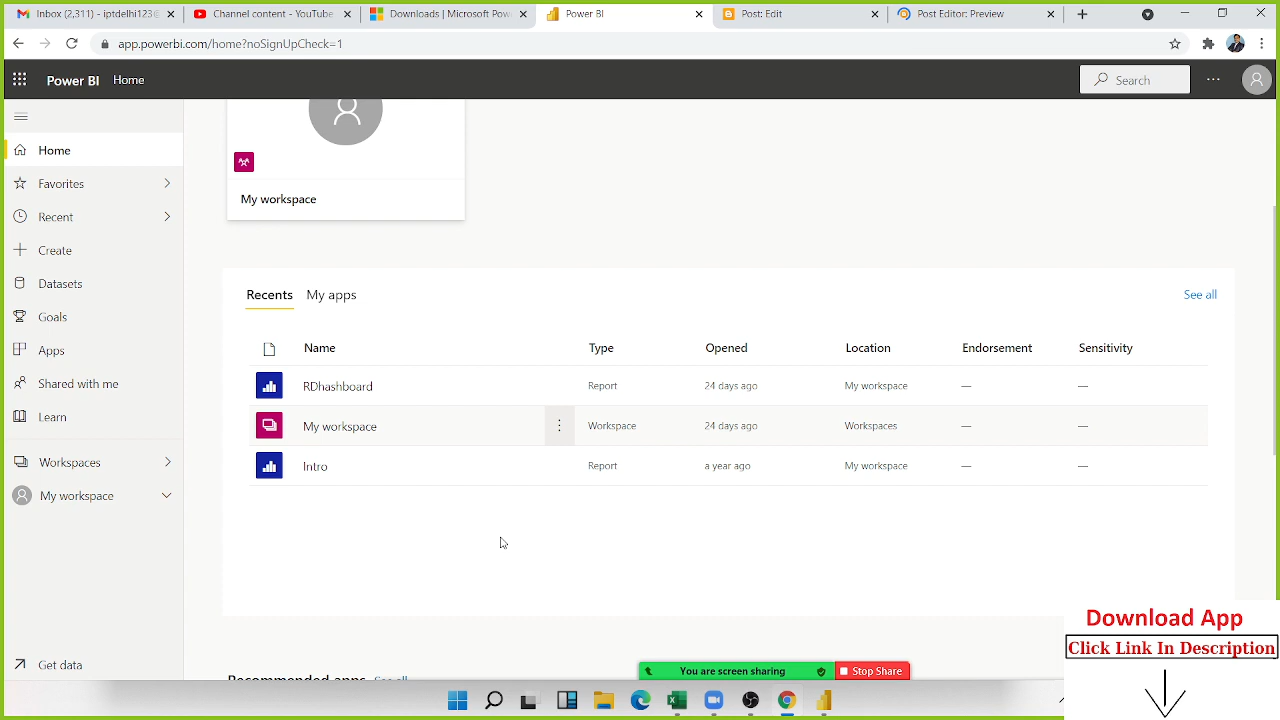 Inbox (2,311) - iptdelhi123@
Channel content - YouTube
Downloads | Microsoft Pow
Power BI
Post: Edit
Post Editor: Preview
app.powerbi.com/home?noSignUpCheck=1
Power BI Home
Search
Home
Favorites
Recent
Create
Datasets
Goals
Apps
Shared with me
Learn
Workspaces
My workspace
Get data
My workspace
Recents My apps
See all
Name Type Opened Location Endorsement Sensitivity
RDhashboard Report 24 days ago My workspace — —
My workspace Workspace 24 days ago Workspaces — —
Intro Report a year ago My workspace — —
Recommended apps See all
You are screen sharing Stop Share
Download App
Click Link In Description